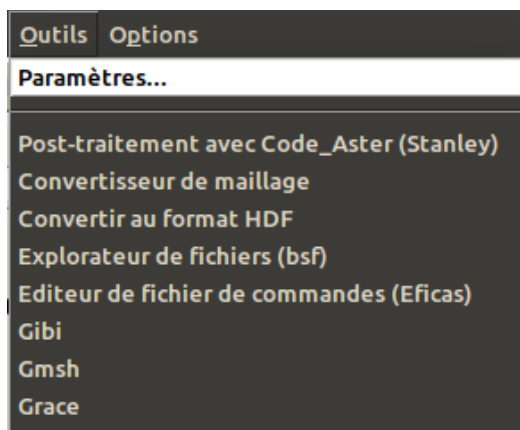 Outils Options
Paramètres...
Post-traitement avec Code_Aster (Stanley)
Convertisseur de maillage
Convertir au format HDF
Explorateur de fichiers (bsf)
Editeur de fichier de commandes (Eficas)
Gibi
Gmsh
Grace